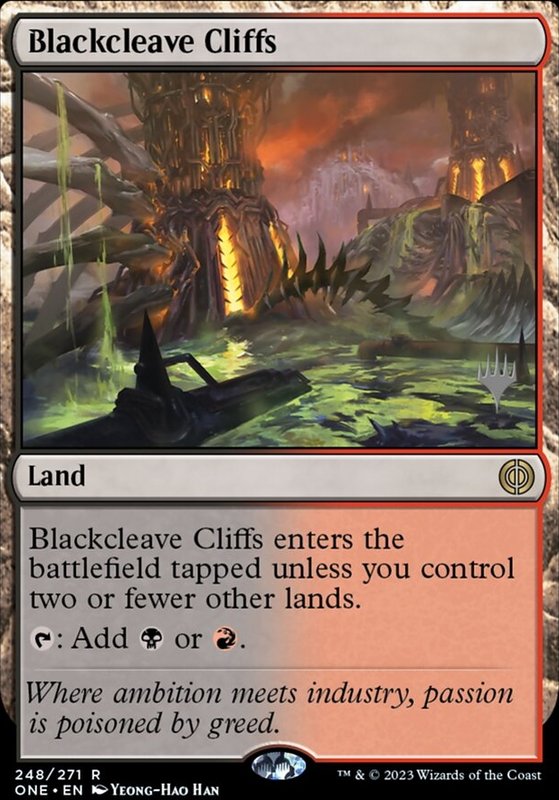 Blackcleave Cliffs
Land
Blackcleave Cliffs enters the
battlefield tapped unless you control
two or fewer other lands.
: Add or .
Where ambition meets industry, passion
is poisoned by greed.
248/271 R
ONE • EN Yeong-Hao Han
™ & © 2023 Wizards of the Coast